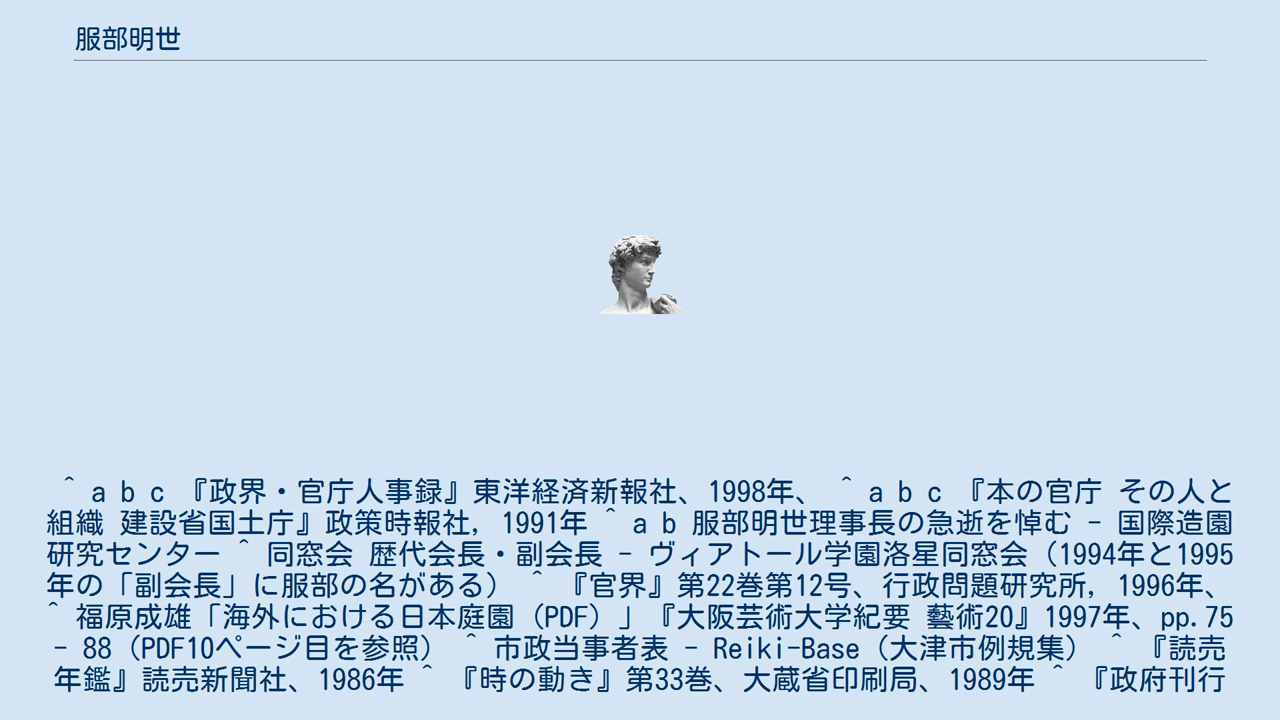 服部明世
^ a b c 『政界・官庁人事録』東洋経済新報社、1998年、 ^ a b c 『本の官庁 その人と
組織 建設省国土庁』政策時報社, 1991年 ^ a b 服部明世理事長の急逝を悼む - 国際造園
研究センター ^ 同窓会 歴代会長・副会長 - ヴィアトール学園洛星同窓会（1994年と1995
年の「副会長」に服部の名がある） ^ 『官界』第22巻第12号、行政問題研究所, 1996年、
^ 福原成雄「海外における日本庭園（PDF）」『大阪芸術大学紀要 藝術20』1997年、pp.75
- 88（PDF10ページ目を参照） ^ 市政当事者表 - Reiki-Base（大津市例規集） ^ 『読売
年鑑』読売新聞社、1986年 ^ 『時の動き』第33巻、大蔵省印刷局、1989年 ^ 『政府刊行